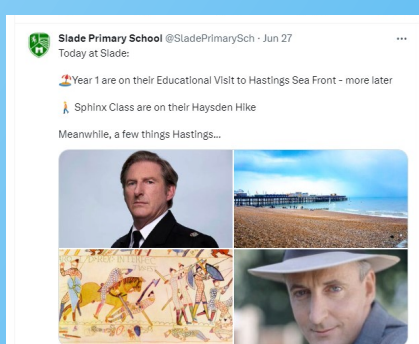 Slade Primary School @SladePrimarySch · Jun 27
Today at Slade:
🏖️Year 1 are on their Educational Visit to Hastings Sea Front - more later
🚶 Sphinx Class are on their Haysden Hike
Meanwhile, a few things Hastings...